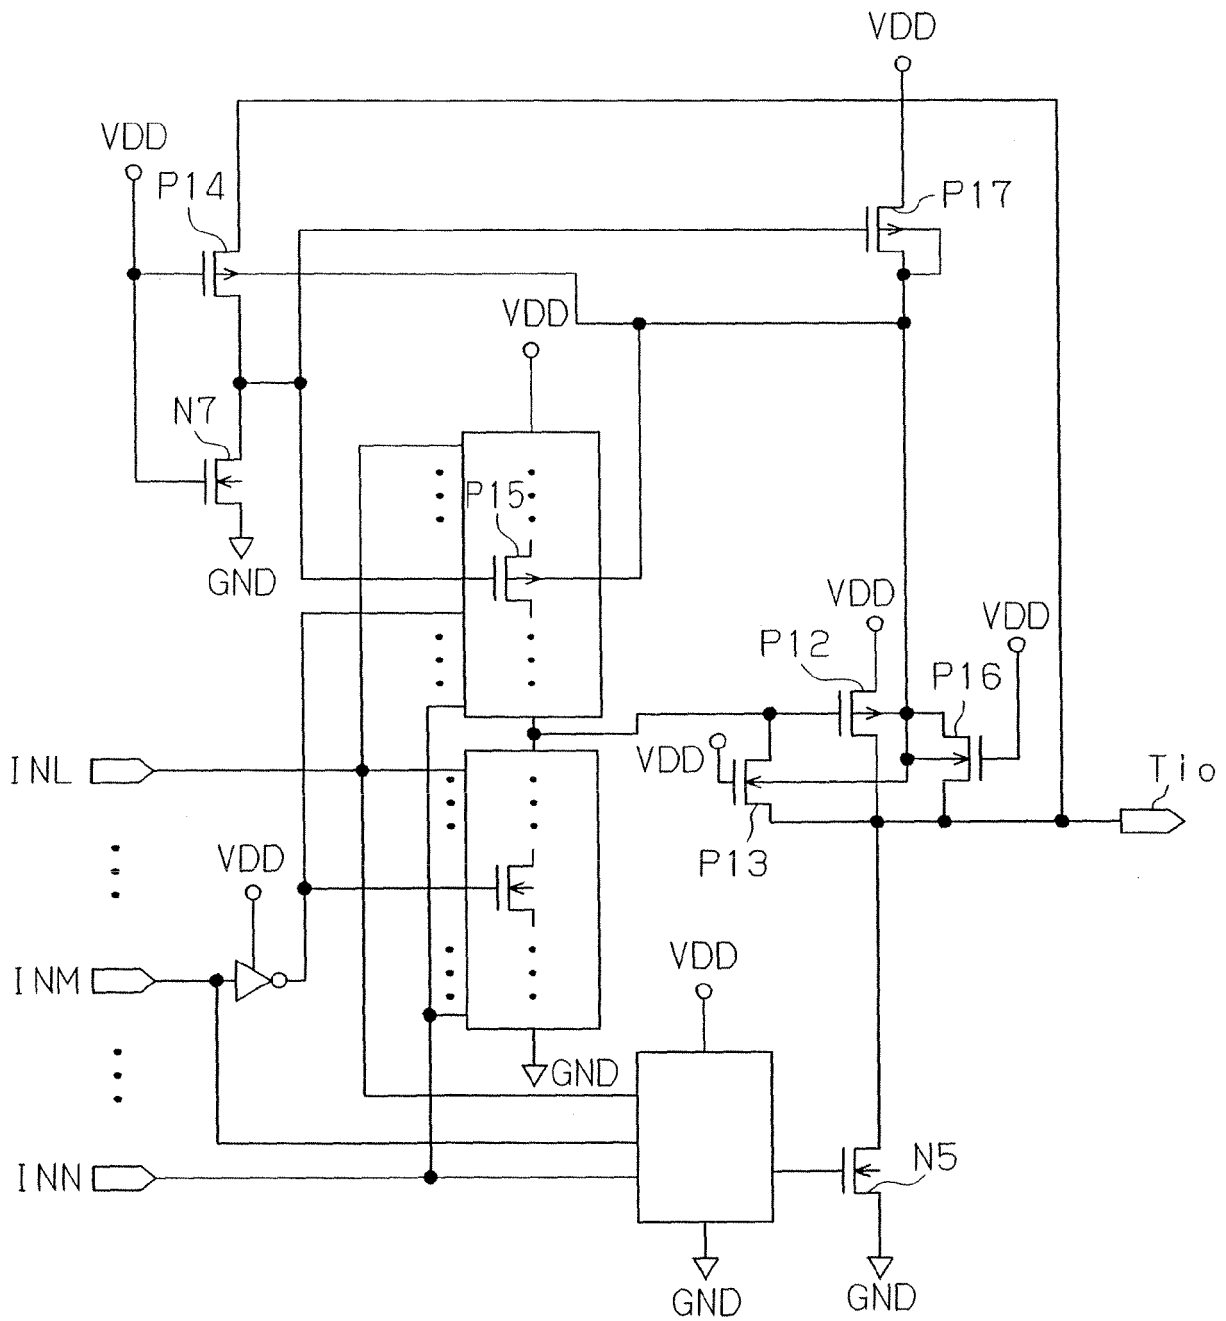 VDD
VDD
P14
P17
VDD
N7
P15
GND
VDD
VDD
P12
P16
INL
VDD
Tio
P13
VDD
INM
VDD
GND
INN
N5
GND
GND